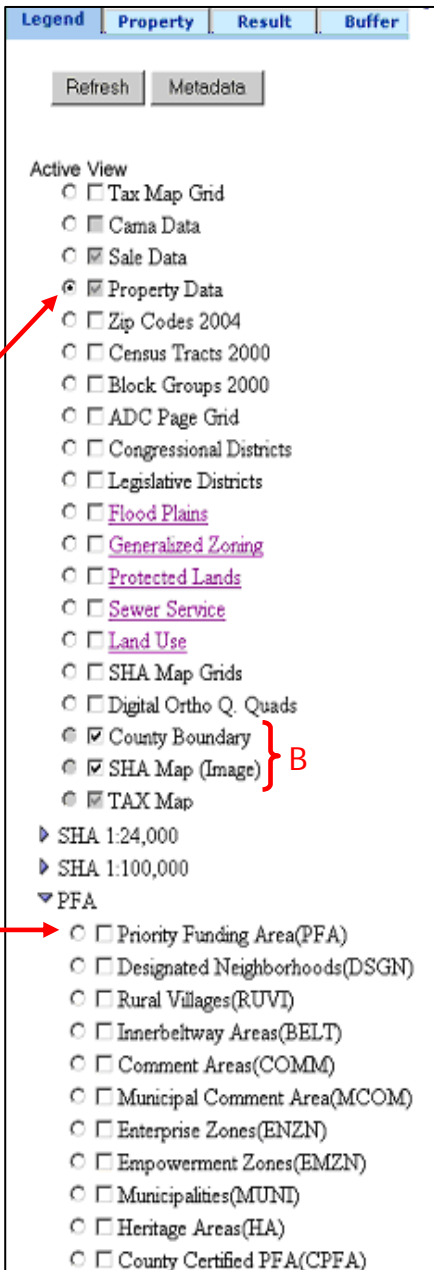 Legend Property Result Buffer
Refresh Metadata
Active View
Tax Map Grid
Cama Data
Sale Data
Property Data
Zip Codes 2004
Census Tracts 2000
Block Groups 2000
ADC Page Grid
Congressional Districts
Legislative Districts
Flood Plains
Generalized Zoning
Protected Lands
Sewer Service
Land Use
SHA Map Grids
Digital Ortho Q. Quads
County Boundary
SHA Map (Image)
B
TAX Map
SHA 1:24,000
SHA 1:100,000
PFA
Priority Funding Area(PFA)
Designated Neighborhoods(DSGN)
Rural Villages(RUVI)
Innerbeltway Areas(BELT)
Comment Areas(COMM)
Municipal Comment Area(MCOM)
Enterprise Zones(ENZN)
Empowerment Zones(EMZN)
Municipalities(MUNI)
Heritage Areas(HA)
County Certified PFA(CPFA)